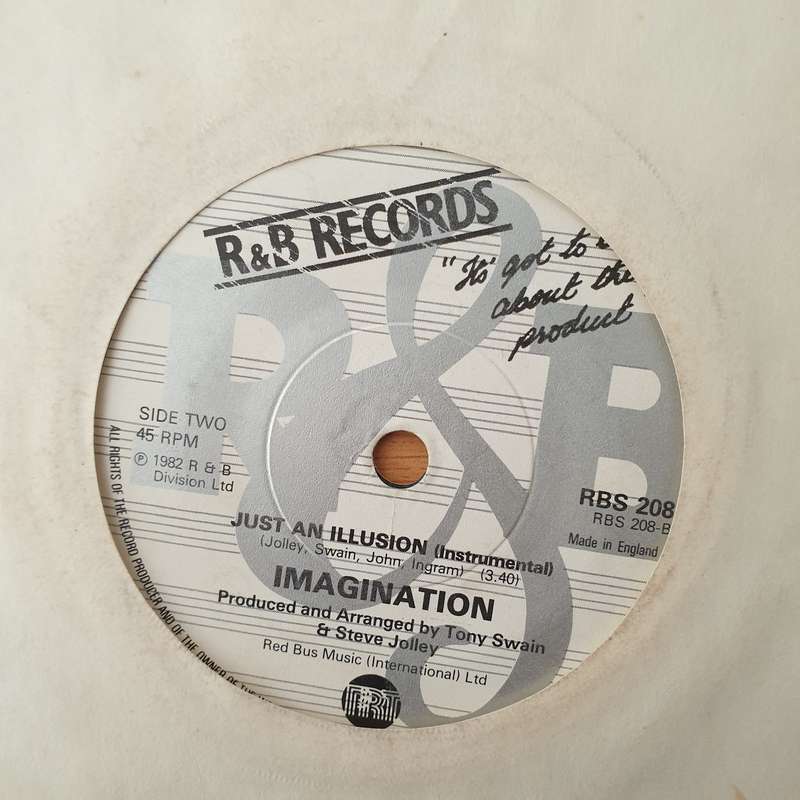 R&B RECORDS
"Its got to
about the
product
SIDE TWO
45 RPM
℗ 1982 R & B
Division Ltd
RBS 208
RBS 208-B
Made in England
JUST AN ILLUSION (Instrumental)
(Jolley, Swain, John, Ingram) (3.40)
IMAGINATION
Produced and Arranged by Tony Swain
& Steve Jolley
Red Bus Music (International) Ltd
PRT
ALL RIGHTS OF THE RECORD PRODUCER AND OF THE OWNER OF THE
R&B